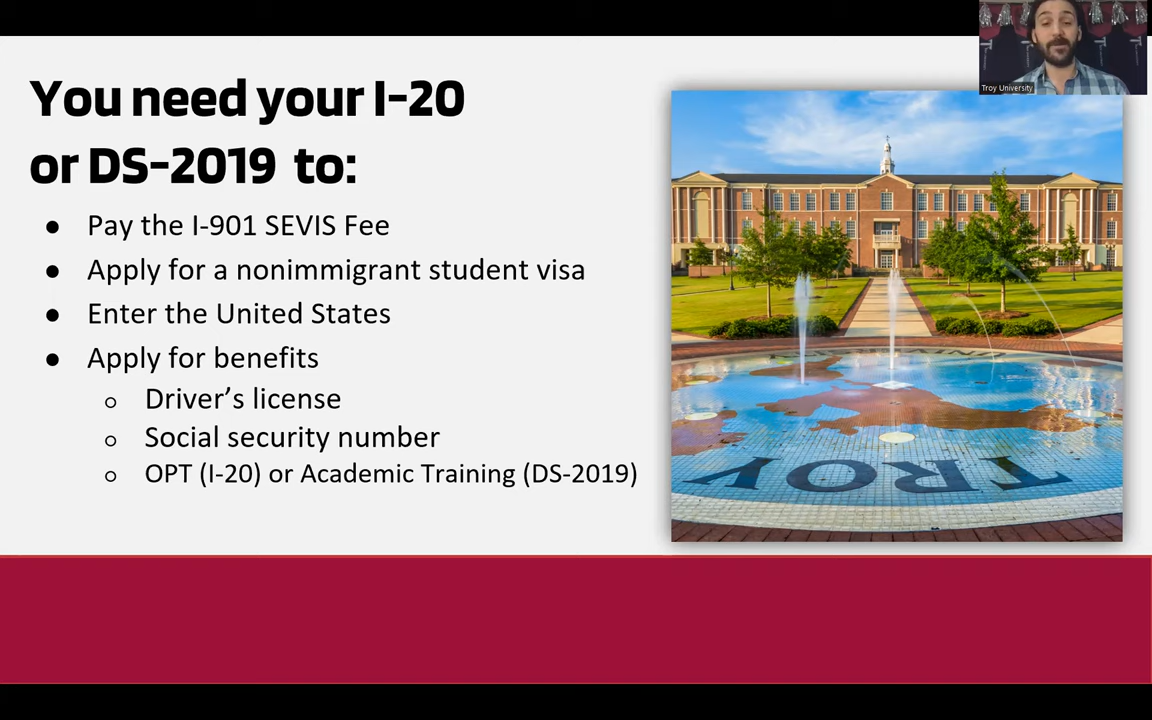 You need your I-20
or DS-2019 to:
● Pay the I-901 SEVIS Fee
● Apply for a nonimmigrant student visa
● Enter the United States
● Apply for benefits
○ Driver’s license
○ Social security number
○ OPT (I-20) or Academic Training (DS-2019)
Troy University
TROY